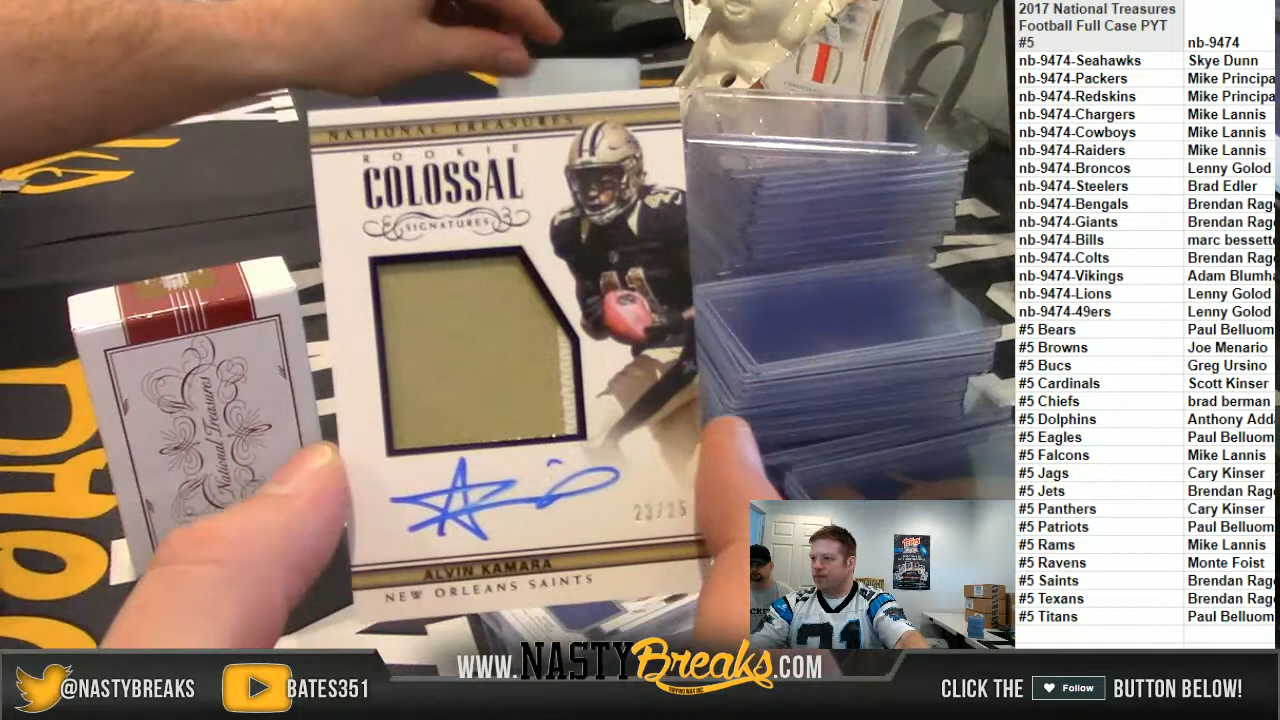 NATIONAL TREASURES
ROOKIE
COLOSSAL
SIGNATURES
23/25
ALVIN KAMARA
NEW ORLEANS SAINTS
National Treasures
2017 National Treasures
Football Full Case PYT
#5 nb-9474
nb-9474-Seahawks Skye Dunn
nb-9474-Packers Mike Principa
nb-9474-Redskins Mike Principa
nb-9474-Chargers Mike Lannis
nb-9474-Cowboys Mike Lannis
nb-9474-Raiders Mike Lannis
nb-9474-Broncos Lenny Golod
nb-9474-Steelers Brad Edler
nb-9474-Bengals Brendan Rag
nb-9474-Giants Brendan Rag
nb-9474-Bills marc bessett
nb-9474-Colts Brendan Rag
nb-9474-Vikings Adam Blumh
nb-9474-Lions Lenny Golod
nb-9474-49ers Lenny Golod
#5 Bears Paul Belluom
#5 Browns Joe Menario
#5 Bucs Greg Ursino
#5 Cardinals Scott Kinser
#5 Chiefs brad berman
#5 Dolphins Anthony Add
#5 Eagles Paul Belluom
#5 Falcons Mike Lannis
#5 Jags Cary Kinser
#5 Jets Brendan Rag
#5 Panthers Cary Kinser
#5 Patriots Paul Belluom
#5 Rams Mike Lannis
#5 Ravens Monte Foist
#5 Saints Brendan Rag
#5 Texans Brendan Rag
#5 Titans Paul Belluom
@NASTYBREAKS
BATES351
WWW.NASTYBreaks.COM
CLICK THE Follow BUTTON BELOW!